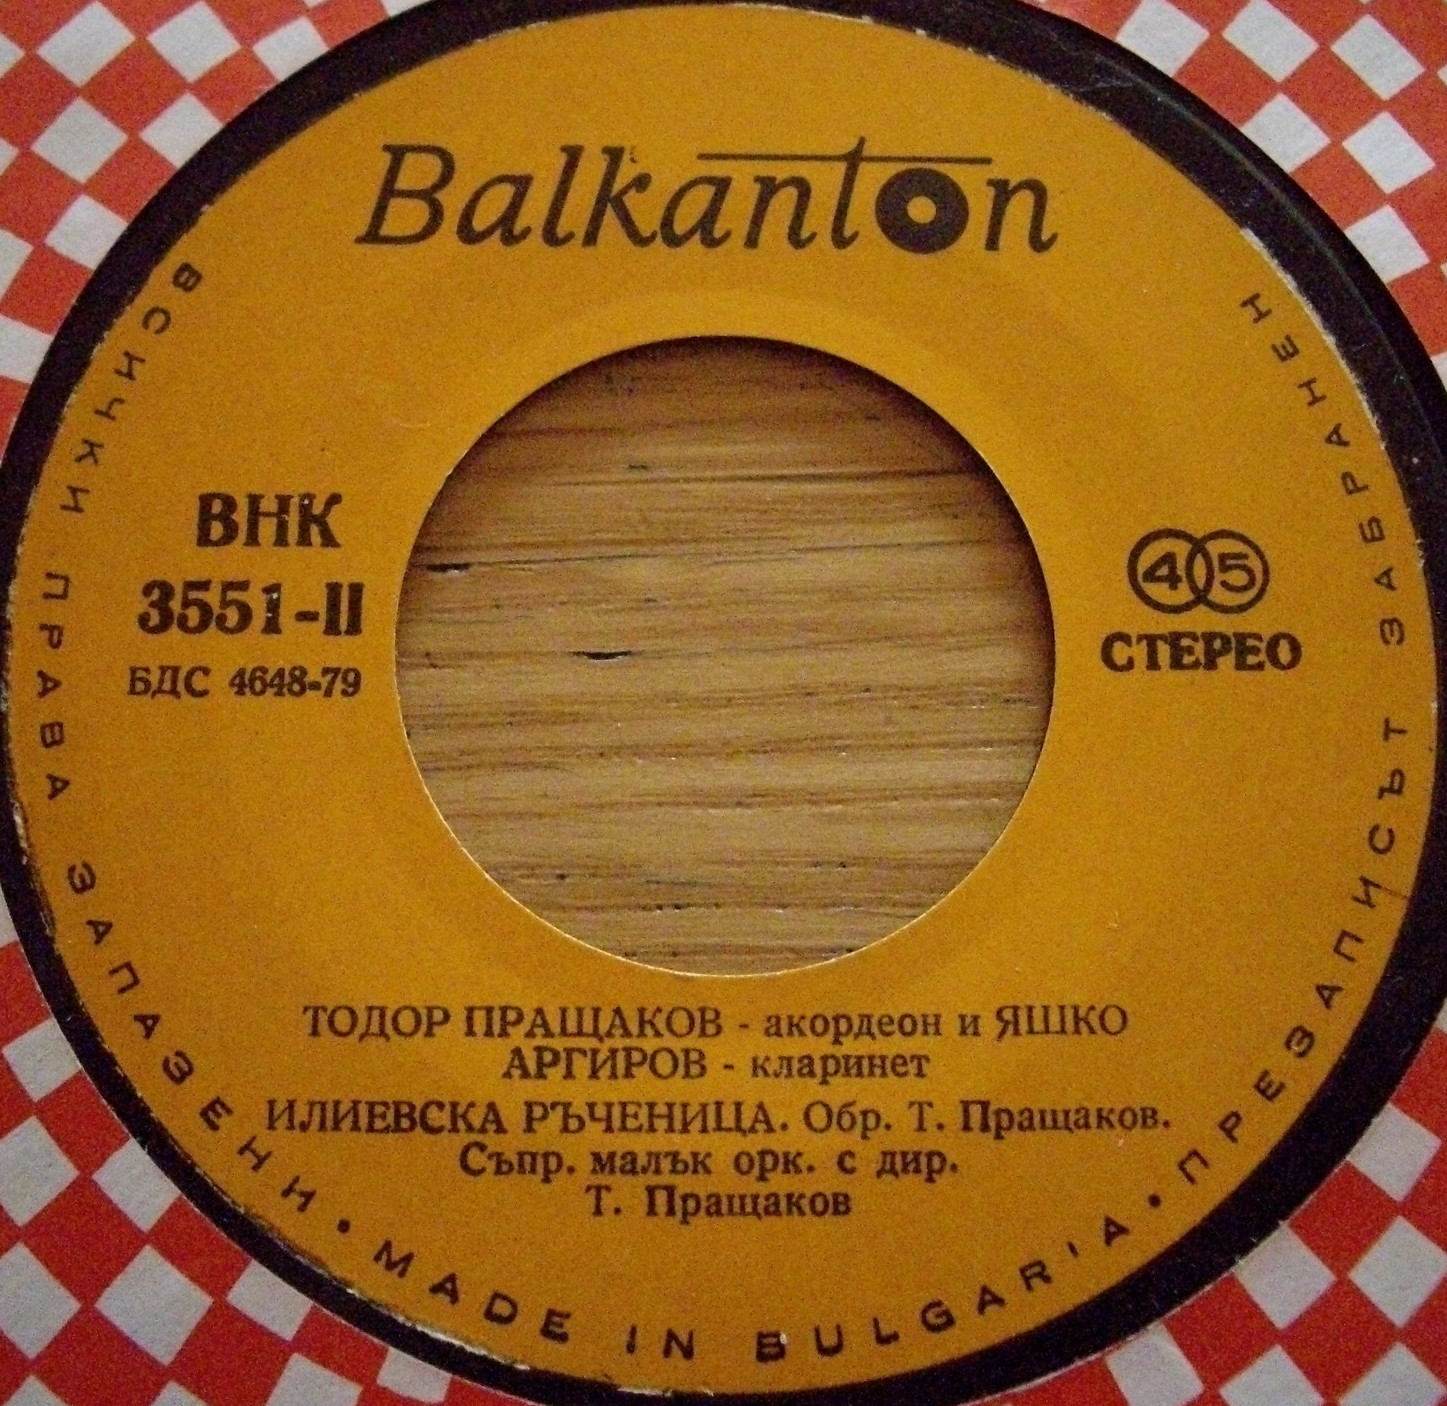 Balkanton
ВНК
3551-II
БДС 4648-79
45
СТЕРЕО
ТОДОР ПРАЩАКОВ - акордеон и ЯШКО
АРГИРОВ - кларинет
ИЛИЕВСКА РЪЧЕНИЦА. Обр. Т. Пращаков.
Съпр. малък орк. с дир.
Т. Пращаков
ВСИЧКИ ПРАВА ЗАПАЗЕНИ • MADE IN BULGARIA • ПРЕЗАПИСЪТ ЗАБРАНЕН